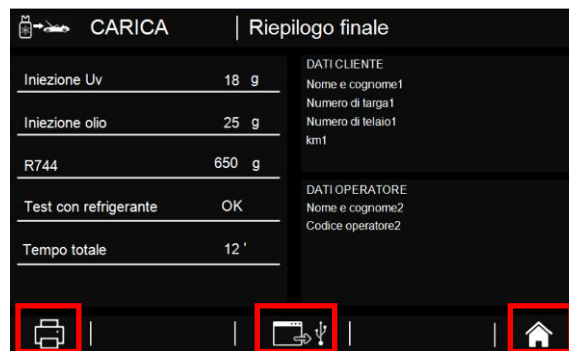 CARICA | Riepilogo finale
Iniezione Uv 18 g
Iniezione olio 25 g
R744 650 g
Test con refrigerante OK
Tempo totale 12 '
DATI CLIENTE
Nome e cognome1
Numero di targa1
Numero di telaio1
km1
DATI OPERATORE
Nome e cognome2
Codice operatore2